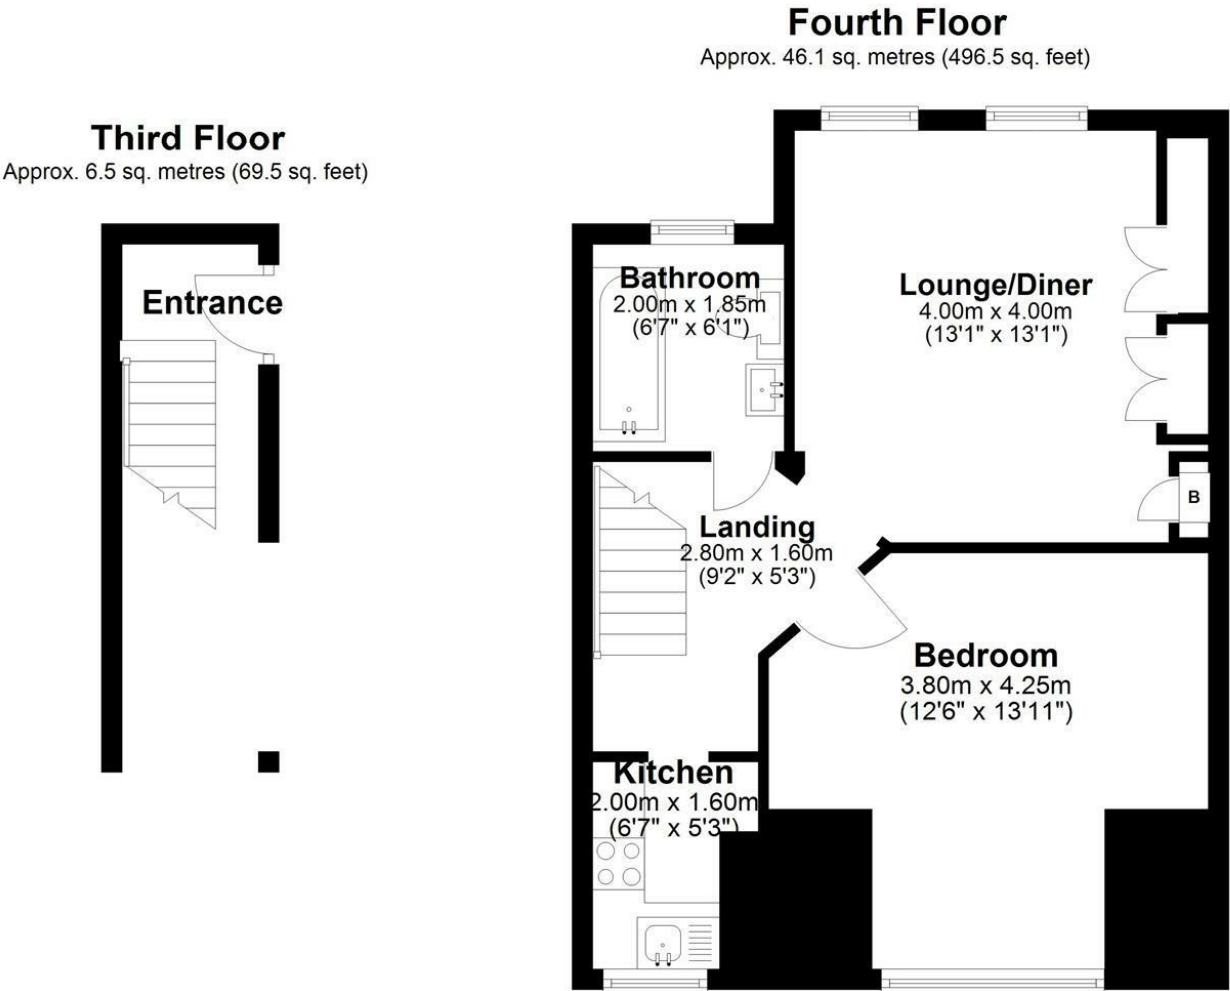 Fourth Floor
Approx. 46.1 sq. metres (496.5 sq. feet)
Third Floor
Approx. 6.5 sq. metres (69.5 sq. feet)
Entrance
Bathroom
2.00m x 1.85m
(6'7" x 6'1")
Lounge/Diner
4.00m x 4.00m
(13'1" x 13'1")
B
Landing
2.80m x 1.60m
(9'2" x 5'3")
Bedroom
3.80m x 4.25m
(12'6" x 13'11")
Kitchen
2.00m x 1.60m
(6'7" x 5'3")